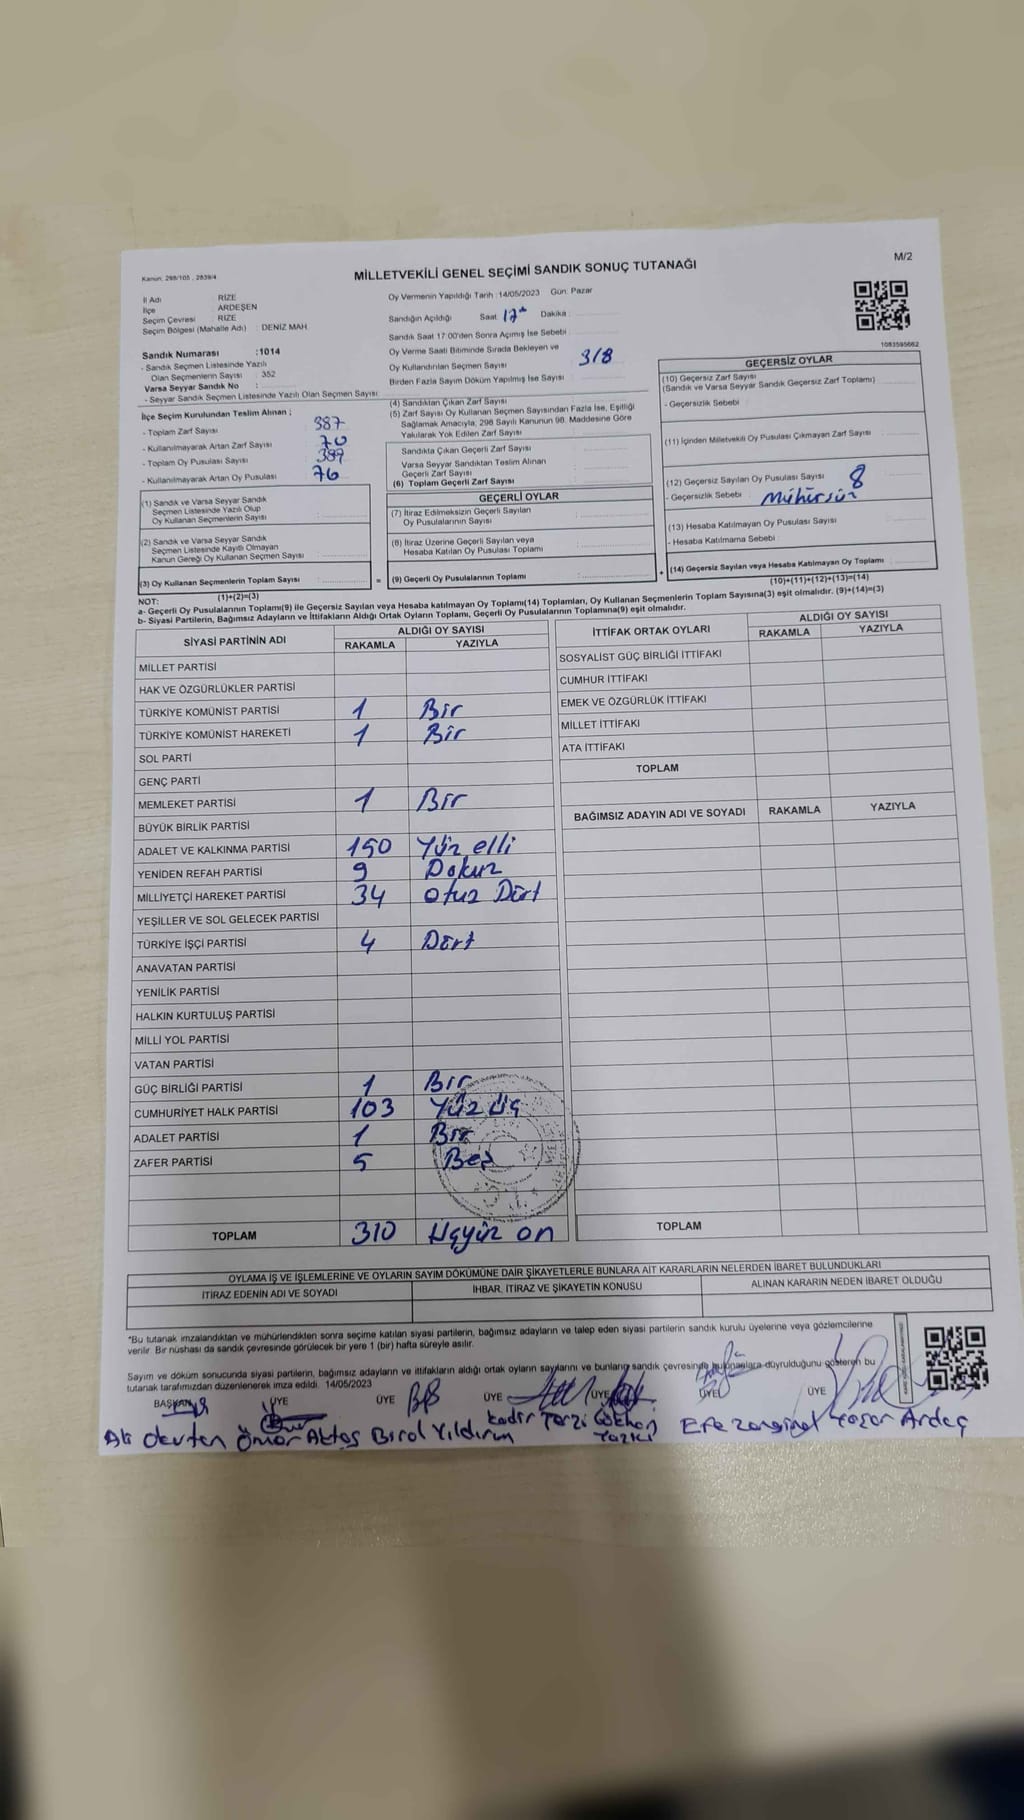 Kanun: 298/105 , 2839/4
MİLLETVEKİLİ GENEL SEÇİMİ SANDIK SONUÇ TUTANAĞI
M/2
İl Adı : RİZE
İlçe : ARDEŞEN
Seçim Çevresi : RİZE
Seçim Bölgesi (Mahalle Adı) : DENİZ MAH
Sandık Numarası :1014
- Sandık Seçmen Listesinde Yazılı
Olan Seçmenlerin Sayısı : 352
Varsa Seyyar Sandık No :
- Seyyar Sandık Seçmen Listesinde Yazılı Olan Seçmen Sayısı:
Oy Vermenin Yapıldığı Tarih :14/05/2023 Gün: Pazar
Sandığın Açıldığı Saat Dakika:
Sandık Saat 17:00'den Sonra Açmış İse Sebebi:
Oy Verme Saati Bitiminde Sırada Bekleyen ve
Oy Kullandırılan Seçmen Sayısı 318
Birden Fazla Sayım Döküm Yapılmış İse Sayısı
1083595662
İlçe Seçim Kurulundan Teslim Alınan ;
- Toplam Zarf Sayısı 387
- Kullanılmayarak Artan Zarf Sayısı 70
- Toplam Oy Pusulası Sayısı 389
- Kullanılmayarak Artan Oy Pusulası 76
(1) Sandık ve Varsa Seyyar Sandık
Seçmen Listesinde Yazılı Olup
Oy Kullanan Seçmenlerin Sayısı
(2) Sandık ve Varsa Seyyar Sandık
Seçmen Listesinde Kayıtlı Olmayan
Kanun Gereği Oy Kullanan Seçmen Sayısı
(3) Oy Kullanan Seçmenlerin Toplam Sayısı
(1)+(2)=(3)
(4) Sandıktan Çıkan Zarf Sayısı
(5) Zarf Sayısı Oy Kullanan Seçmen Sayısından Fazla İse, Eşitliği
Sağlamak Amacıyla, 298 Sayılı Kanunun 98. Maddesine Göre
Yakılarak Yok Edilen Zarf Sayısı
Sandıkta Çıkan Geçerli Zarf Sayısı
Varsa Seyyar Sandıktan Teslim Alınan
Geçerli Zarf Sayısı
(6) Toplam Geçerli Zarf Sayısı
GEÇERLİ OYLAR
(7) İtiraz Edilmeksizin Geçerli Sayılan
Oy Pusulalarının Sayısı
(8) İtiraz Üzerine Geçerli Sayılan veya
Hesaba Katılan Oy Pusulası Toplamı
= (9) Geçerli Oy Pusulalarının Toplamı
GEÇERSİZ OYLAR
(10) Geçersiz Zarf Sayısı
(Sandık ve Varsa Seyyar Sandık Geçersiz Zarf Toplamı)
- Geçersizlik Sebebi
(11) İçinden Milletvekili Oy Pusulası Çıkmayan Zarf Sayısı
(12) Geçersiz Sayılan Oy Pusulası Sayısı 8
- Geçersizlik Sebebi : Mühürsüz
(13) Hesaba Katılmayan Oy Pusulası Sayısı
- Hesaba Katılmama Sebebi
+ (14) Geçersiz Sayılan veya Hesaba Katılmayan Oy Toplamı
(10)+(11)+(12)+(13)=(14)
NOT:
a- Geçerli Oy Pusulalarının Toplamı(9) ile Geçersiz Sayılan veya Hesaba katılmayan Oy Toplamı(14) Toplamları, Oy Kullanan Seçmenlerin Toplam Sayısına(3) eşit olmalıdır. (9)+(14)=(3)
b- Siyasi Partilerin, Bağımsız Adayların ve İttifakların Aldığı Ortak Oyların Toplamı, Geçerli Oy Pusulalarının Toplamına(9) eşit olmalıdır.
SİYASİ PARTİNİN ADI
ALDIĞI OY SAYISI
RAKAMLA YAZIYLA
MİLLET PARTİSİ
HAK VE ÖZGÜRLÜKLER PARTİSİ
TÜRKİYE KOMÜNİST PARTİSİ 1 Bir
TÜRKİYE KOMÜNİST HAREKETİ 1 Bir
SOL PARTİ
GENÇ PARTİ
MEMLEKET PARTİSİ 1 Bir
BÜYÜK BİRLİK PARTİSİ
ADALET VE KALKINMA PARTİSİ 150 Yüz elli
YENİDEN REFAH PARTİSİ 9 Dokuz
MİLLİYETÇİ HAREKET PARTİSİ 34 otuz Dört
YEŞİLLER VE SOL GELECEK PARTİSİ
TÜRKİYE İŞÇİ PARTİSİ 4 Dört
ANAVATAN PARTİSİ
YENİLİK PARTİSİ
HALKIN KURTULUŞ PARTİSİ
MİLLİ YOL PARTİSİ
VATAN PARTİSİ
GÜÇ BİRLİĞİ PARTİSİ 1 Bir
CUMHURİYET HALK PARTİSİ 103 Yüz üç
ADALET PARTİSİ 1 Bir
ZAFER PARTİSİ 5 Beş
TOPLAM 310 üçyüz on
İTTİFAK ORTAK OYLARI
ALDIĞI OY SAYISI
RAKAMLA YAZIYLA
SOSYALİST GÜÇ BİRLİĞİ İTTİFAKI
CUMHUR İTTİFAKI
EMEK VE ÖZGÜRLÜK İTTİFAKI
MİLLET İTTİFAKI
ATA İTTİFAKI
TOPLAM
BAĞIMSIZ ADAYIN ADI VE SOYADI RAKAMLA YAZIYLA
TOPLAM
OYLAMA İŞ VE İŞLEMLERİNE VE OYLARIN SAYIM DÖKÜMÜNE DAİR ŞİKAYETLERLE BUNLARA AİT KARARLARIN NELERDEN İBARET BULUNDUKLARI
İTİRAZ EDENİN ADI VE SOYADI
İHBAR, İTİRAZ VE ŞİKAYETİN KONUSU
ALINAN KARARIN NEDEN İBARET OLDUĞU
*Bu tutanak imzalandıktan ve mühürlendikten sonra seçime katılan siyasi partilerin, bağımsız adayların ve talep eden siyasi partilerin sandık kurulu üyelerine veya gözlemcilerine
verilir. Bir nüshası da sandık çevresinde görülecek bir yere 1 (bir) hafta süreyle asılır.
Sayım ve döküm sonucunda siyasi partilerin, bağımsız adayların ve ittifakların aldığı ortak oyların sayılarını ve bunların sandık çevresinde bulunanlara duyrulduğunu gösteren bu
tutanak tarafımızdan düzenlenerek imza edildi. 14/05/2023
BAŞKAN ÜYE ÜYE ÜYE ÜYE ÜYE ÜYE
Ali Okutan Ömer Aktaş Birol Yıldırım Kadir Terzi Gökhan Yazıcı Efe Zenginel Yaşar Ardeç